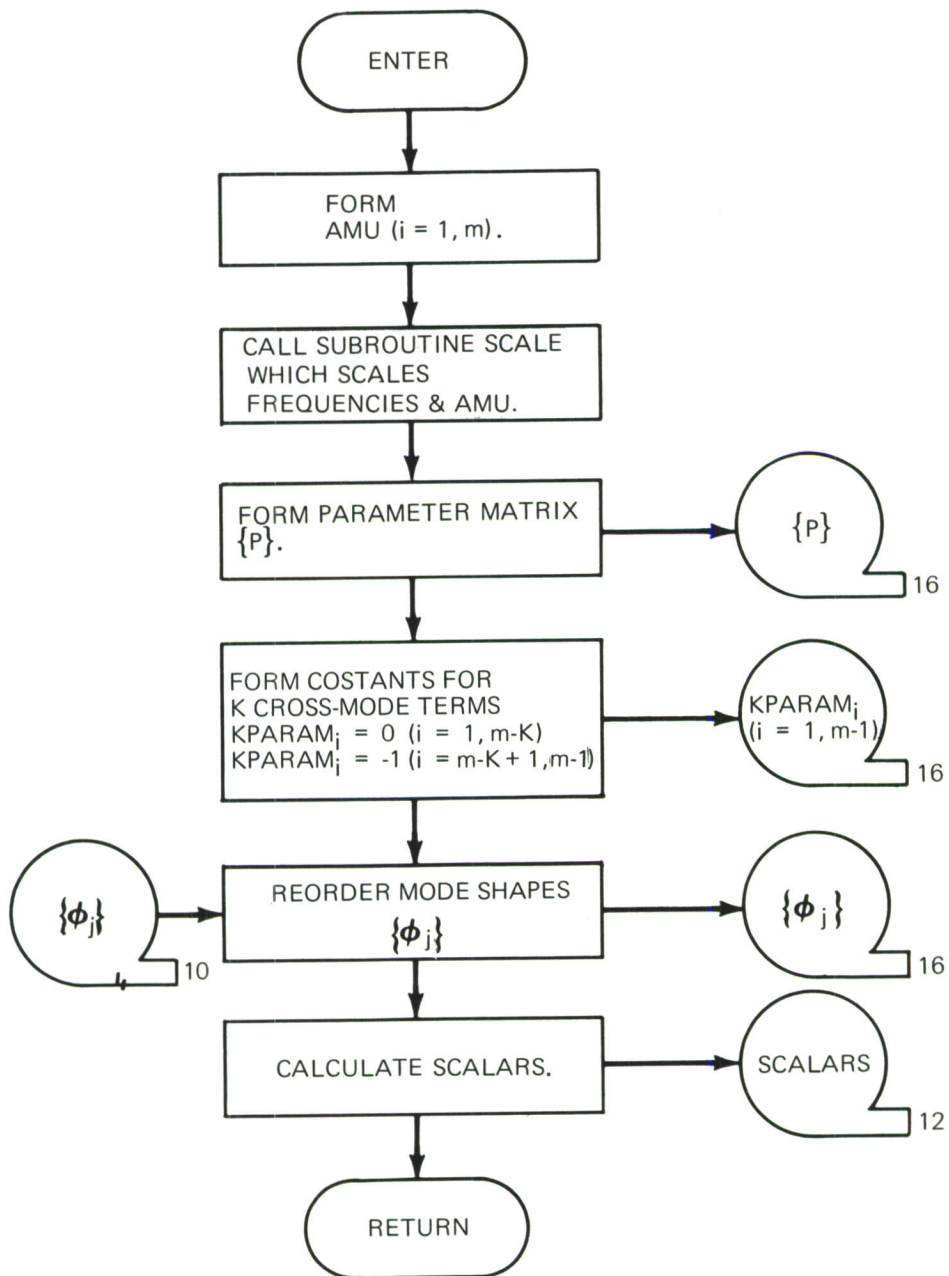 ENTER
FORM
AMU (i = 1, m).
CALL SUBROUTINE SCALE
WHICH SCALES
FREQUENCIES & AMU.
FORM PARAMETER MATRIX
{P}.
{P}
16
FORM COSTANTS FOR
K CROSS-MODE TERMS
KPARAMi = 0 (i = 1, m-K)
KPARAMi = -1 (i = m-K + 1, m-1)
KPARAMi
(i = 1, m-1)
16
{ϕj}
10
REORDER MODE SHAPES
{ϕj}
{ϕj}
16
CALCULATE SCALARS.
SCALARS
12
RETURN